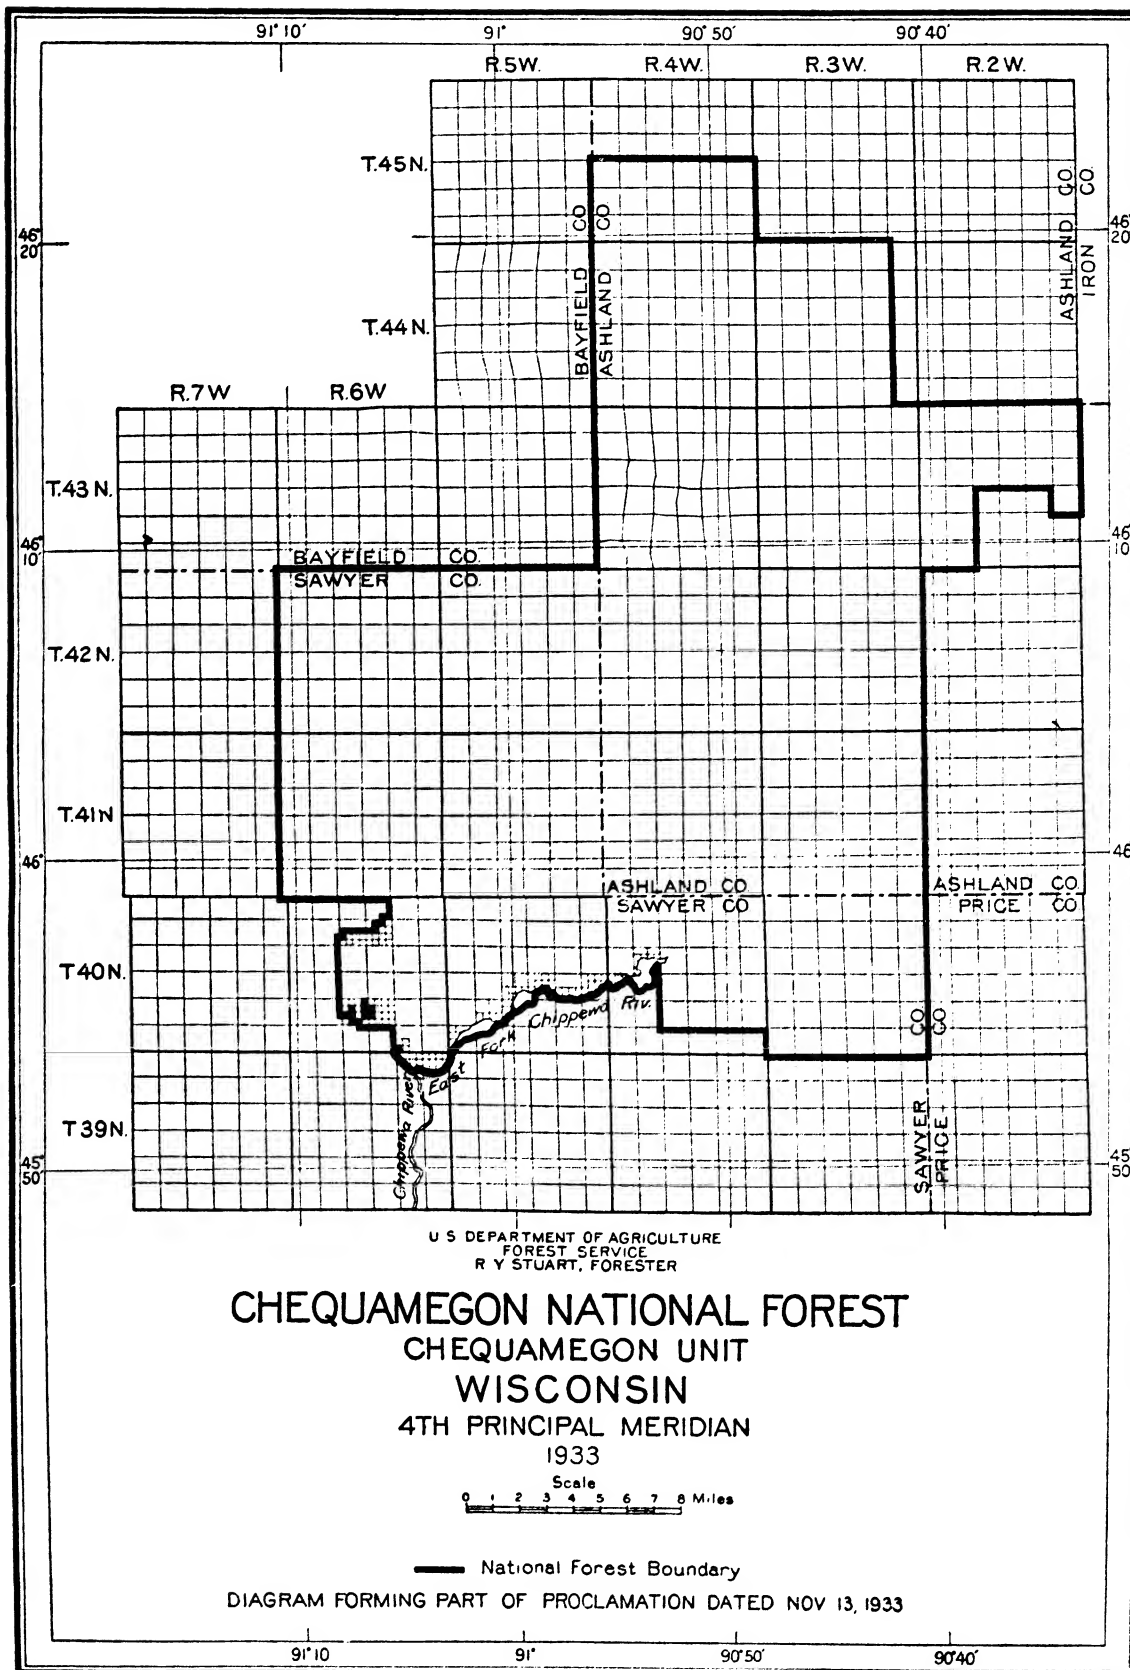 91°10' 91° 90°50' 90°40'
R.5W. R.4W. R.3W. R.2W.
T.45N.
46° 20'
46° 20'
BAYFIELD CO
ASHLAND CO
ASHLAND CO.
IRON CO.
T.44N.
R.7W R.6W
T.43N.
46° 10'
46° 10'
BAYFIELD CO.
SAWYER CO.
T.42N.
T.41N
46°
46°
ASHLAND CO
SAWYER CO
ASHLAND CO
PRICE CO
T40N.
East Fork Chippewa Riv.
Chippewa River
T39N.
SAWYER CO
PRICE CO
45° 50'
45° 50'
U S DEPARTMENT OF AGRICULTURE
FOREST SERVICE
R Y STUART, FORESTER
CHEQUAMEGON NATIONAL FOREST
CHEQUAMEGON UNIT
WISCONSIN
4TH PRINCIPAL MERIDIAN
1933
Scale
0 1 2 3 4 5 6 7 8 Miles
National Forest Boundary
DIAGRAM FORMING PART OF PROCLAMATION DATED NOV 13, 1933
91°10' 91° 90°50' 90°40'